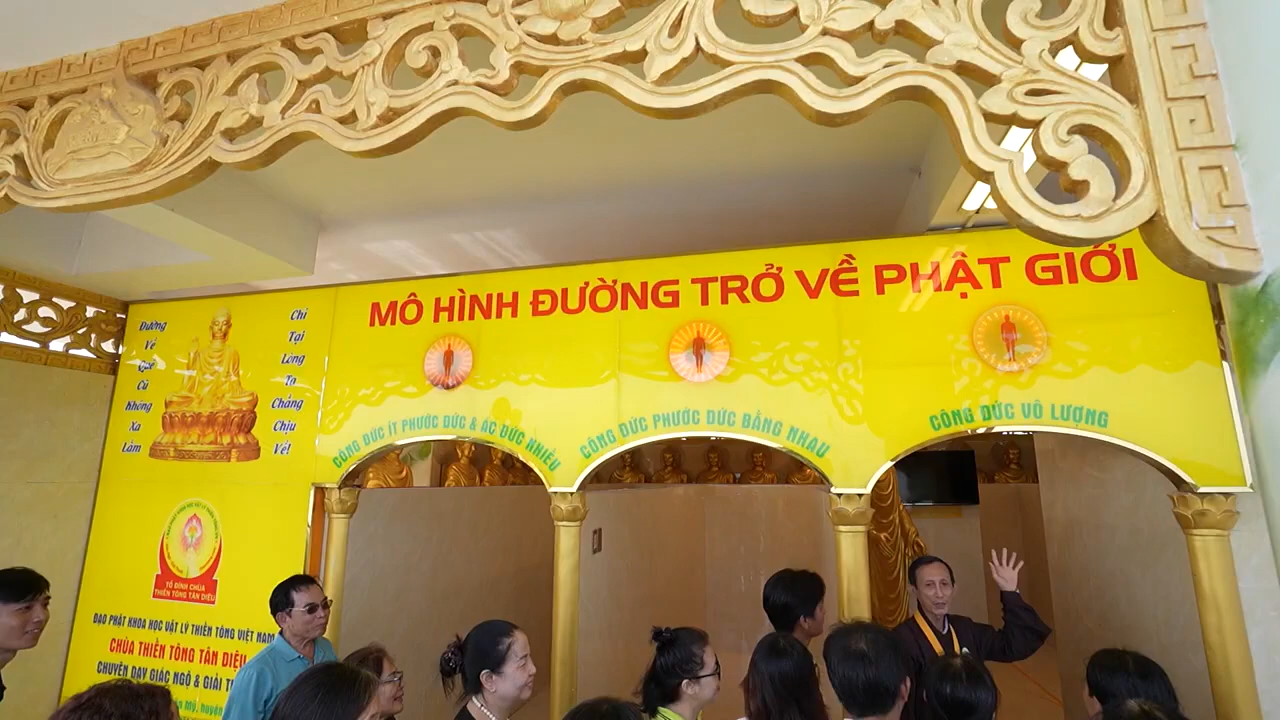 MÔ HÌNH ĐƯỜNG TRỞ VỀ PHẬT GIỚI
Đường
Về
Quê
Cũ
Không
Xa
Lắm
Chỉ
Tại
Lòng
Ta
Chẳng
Chịu
Về!
CÔNG ĐỨC ÍT PHƯỚC ĐỨC & ÁC ĐỨC NHIỀU
CÔNG ĐỨC PHƯỚC ĐỨC BẰNG NHAU
CÔNG ĐỨC VÔ LƯỢNG
TỔ ĐÌNH CHÙA
THIỀN TÔNG TÂN DIỆU
ĐẠO PHẬT KHOA HỌC VẬT LÝ THIỀN TÔNG VIỆT NAM
CHÙA THIỀN TÔNG TÂN DIỆU
CHUYÊN DẠY GIÁC NGỘ & GIẢI
Mỹ, huyện